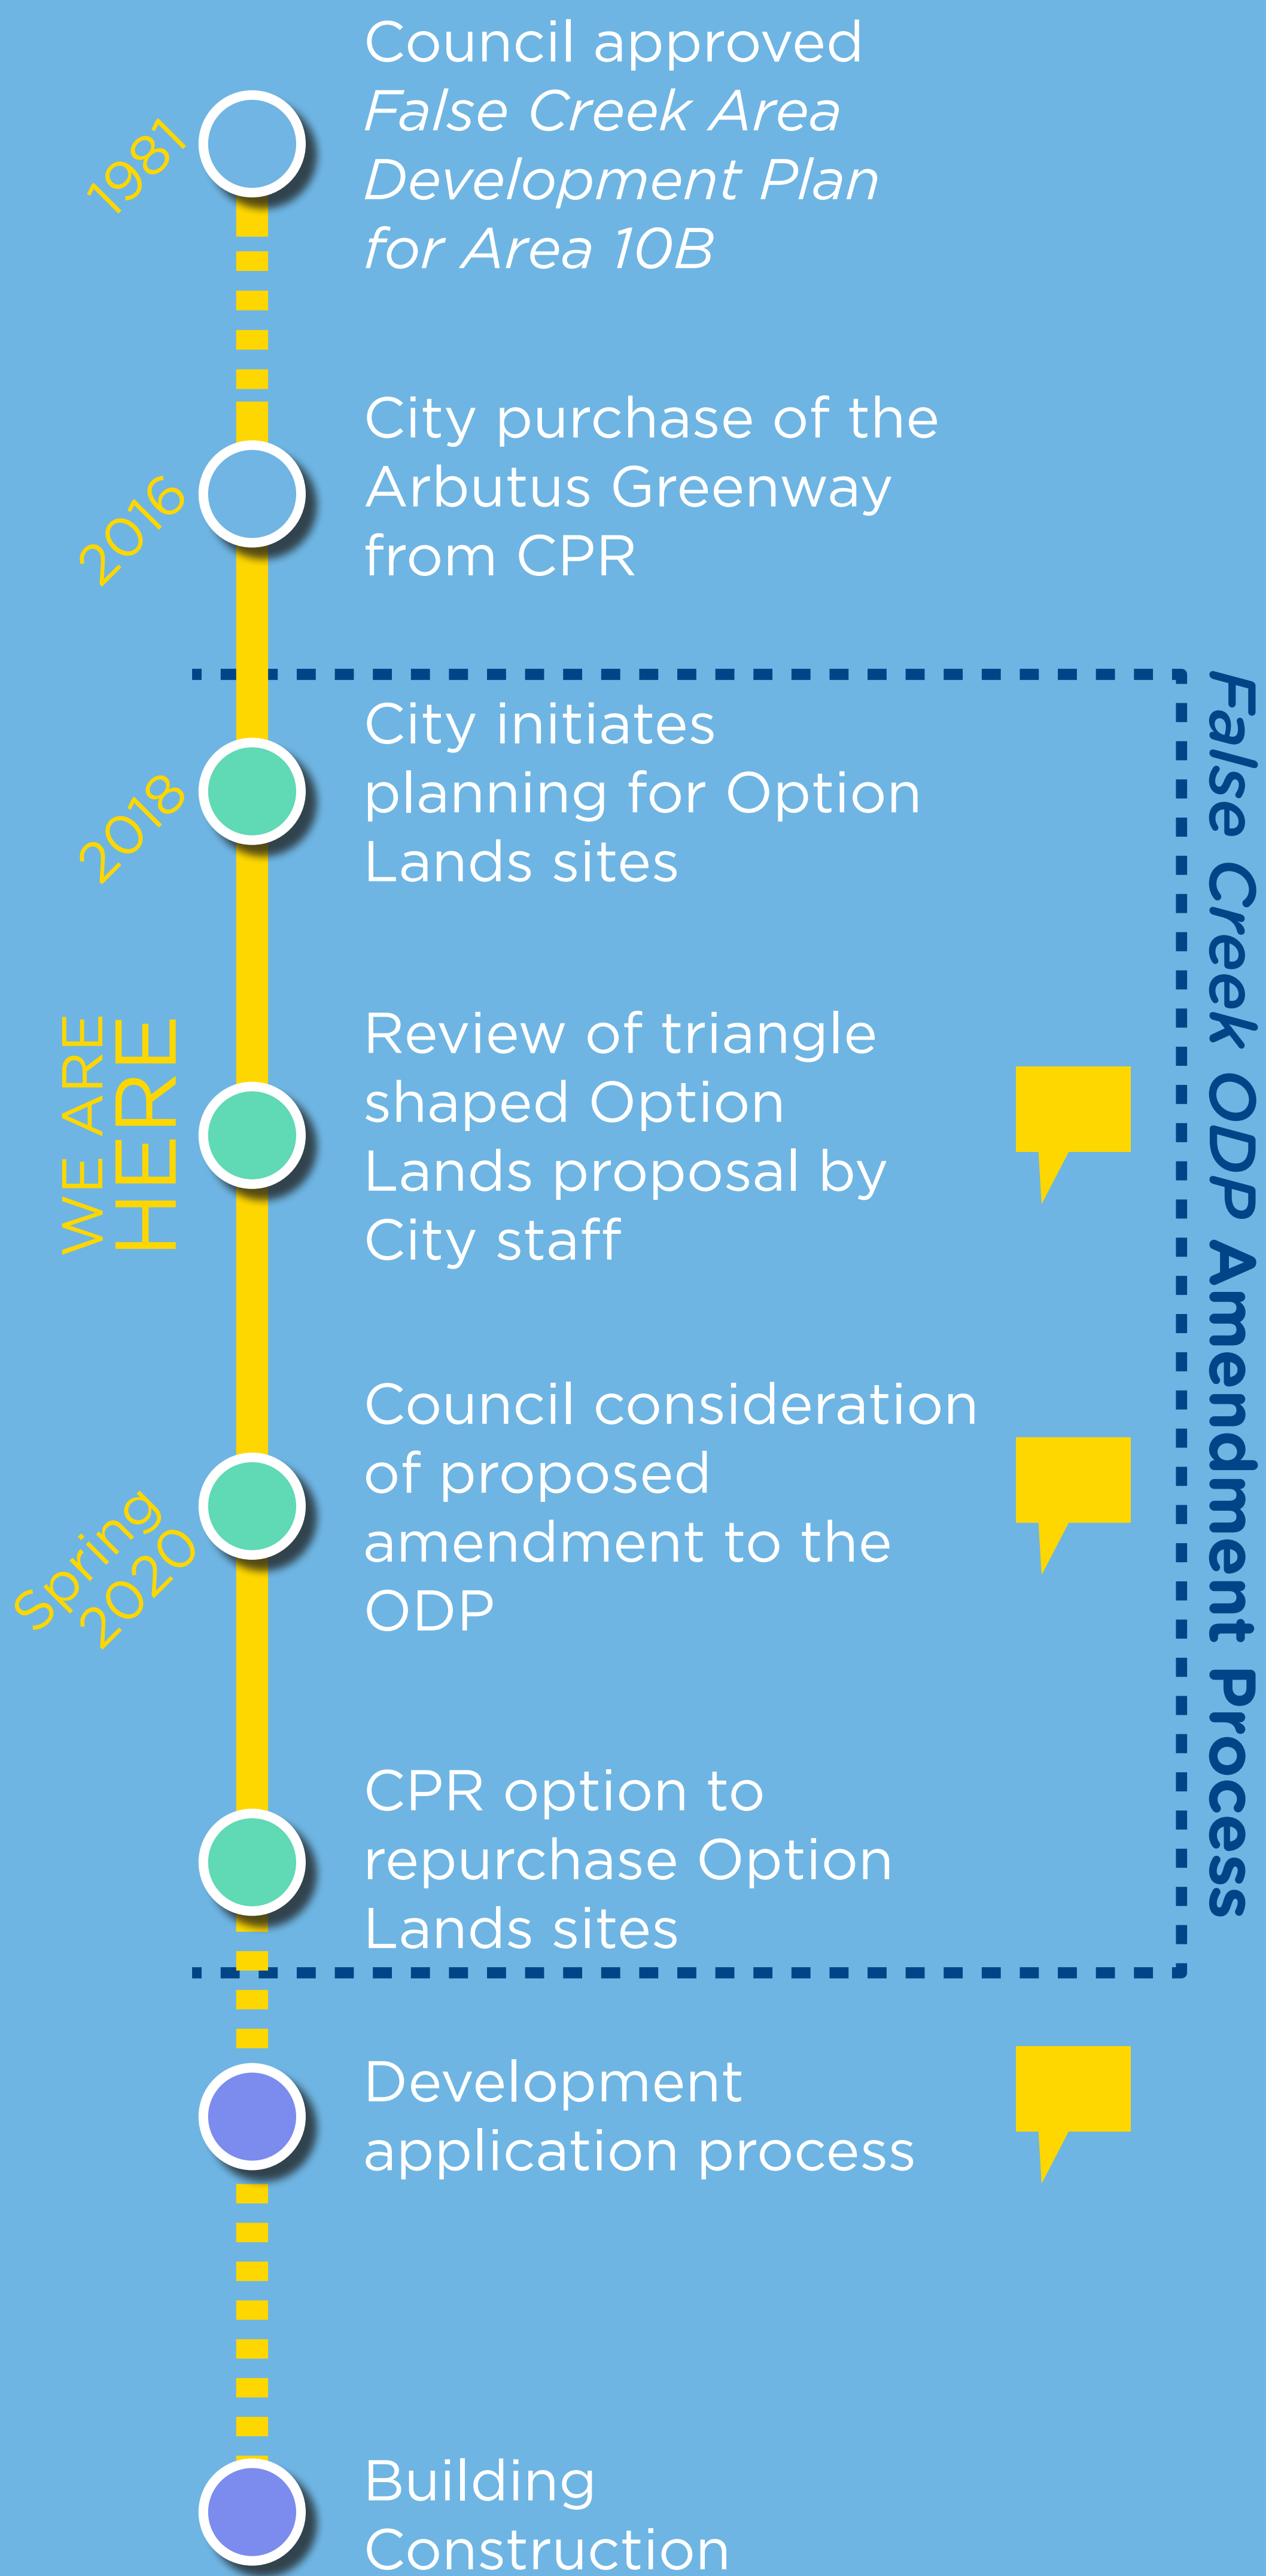 1981
Council approved
False Creek Area
Development Plan
for Area 10B
2016
City purchase of the
Arbutus Greenway
from CPR
False Creek ODP Amendment Process
2018
City initiates
planning for Option
Lands sites
WE ARE
HERE
Review of triangle
shaped Option
Lands proposal by
City staff
Spring
2020
Council consideration
of proposed
amendment to the
ODP
CPR option to
repurchase Option
Lands sites
Development
application process
Building
Construction